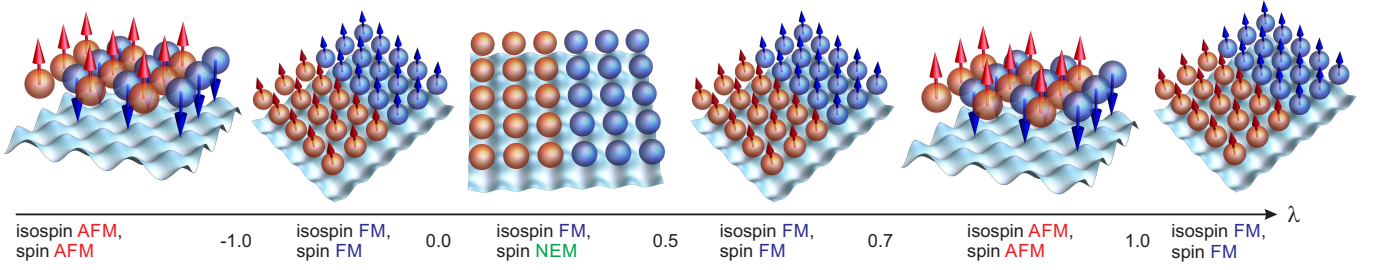 λ
isospin AFM,
spin AFM
-1.0
isospin FM,
spin FM
0.0
isospin FM,
spin NEM
0.5
isospin FM,
spin FM
0.7
isospin AFM,
spin AFM
1.0
isospin FM,
spin FM